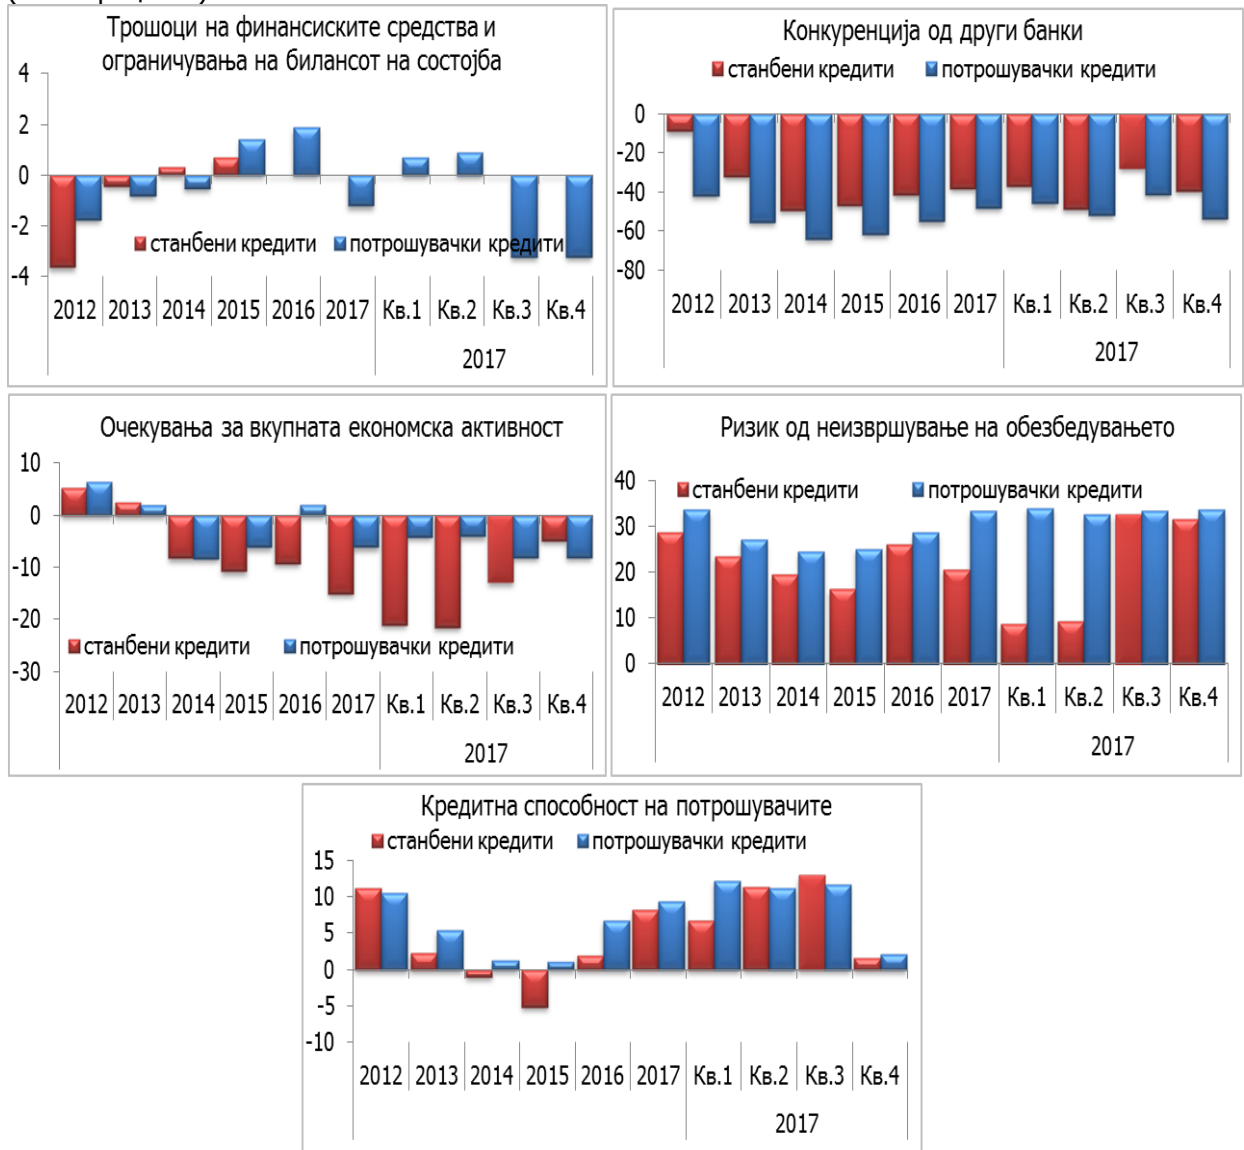 Трошоци на финансиските средства и
ограничувања на билансот на состојба
4
2
0
-2
-4
станбени кредити потрошувачки кредити
2012 2013 2014 2015 2016 2017 Кв.1 Кв.2 Кв.3 Кв.4
2017
Конкуренција од други банки
станбени кредити потрошувачки кредити
0
-20
-40
-60
-80
2012 2013 2014 2015 2016 2017 Кв.1 Кв.2 Кв.3 Кв.4
2017
Очекувања за вкупната економска активност
10
0
-10
-20
-30
станбени кредити потрошувачки кредити
2012 2013 2014 2015 2016 2017 Кв.1 Кв.2 Кв.3 Кв.4
2017
Ризик од неизвршување на обезбедувањето
станбени кредити потрошувачки кредити
40
30
20
10
0
2012 2013 2014 2015 2016 2017 Кв.1 Кв.2 Кв.3 Кв.4
2017
Кредитна способност на потрошувачите
станбени кредити потрошувачки кредити
15
10
5
0
-5
-10
2012 2013 2014 2015 2016 2017 Кв.1 Кв.2 Кв.3 Кв.4
2017